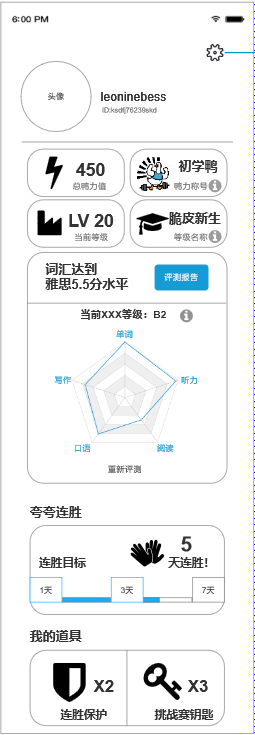 6:00 PM
头像
leoninebess
ID:ksdfj76239skd
450
总鸭力值
初学鸭
鸭力称号
LV 20
当前等级
脆皮新生
等级名称
词汇达到
雅思5.5分水平
评测报告
当前XXX等级：B2
单词
写作
听力
口语
阅读
重新评测
夸夸连胜
5
连胜目标
天连胜!
1天
3天
7天
我的道具
X2
X3
连胜保护
挑战赛钥匙